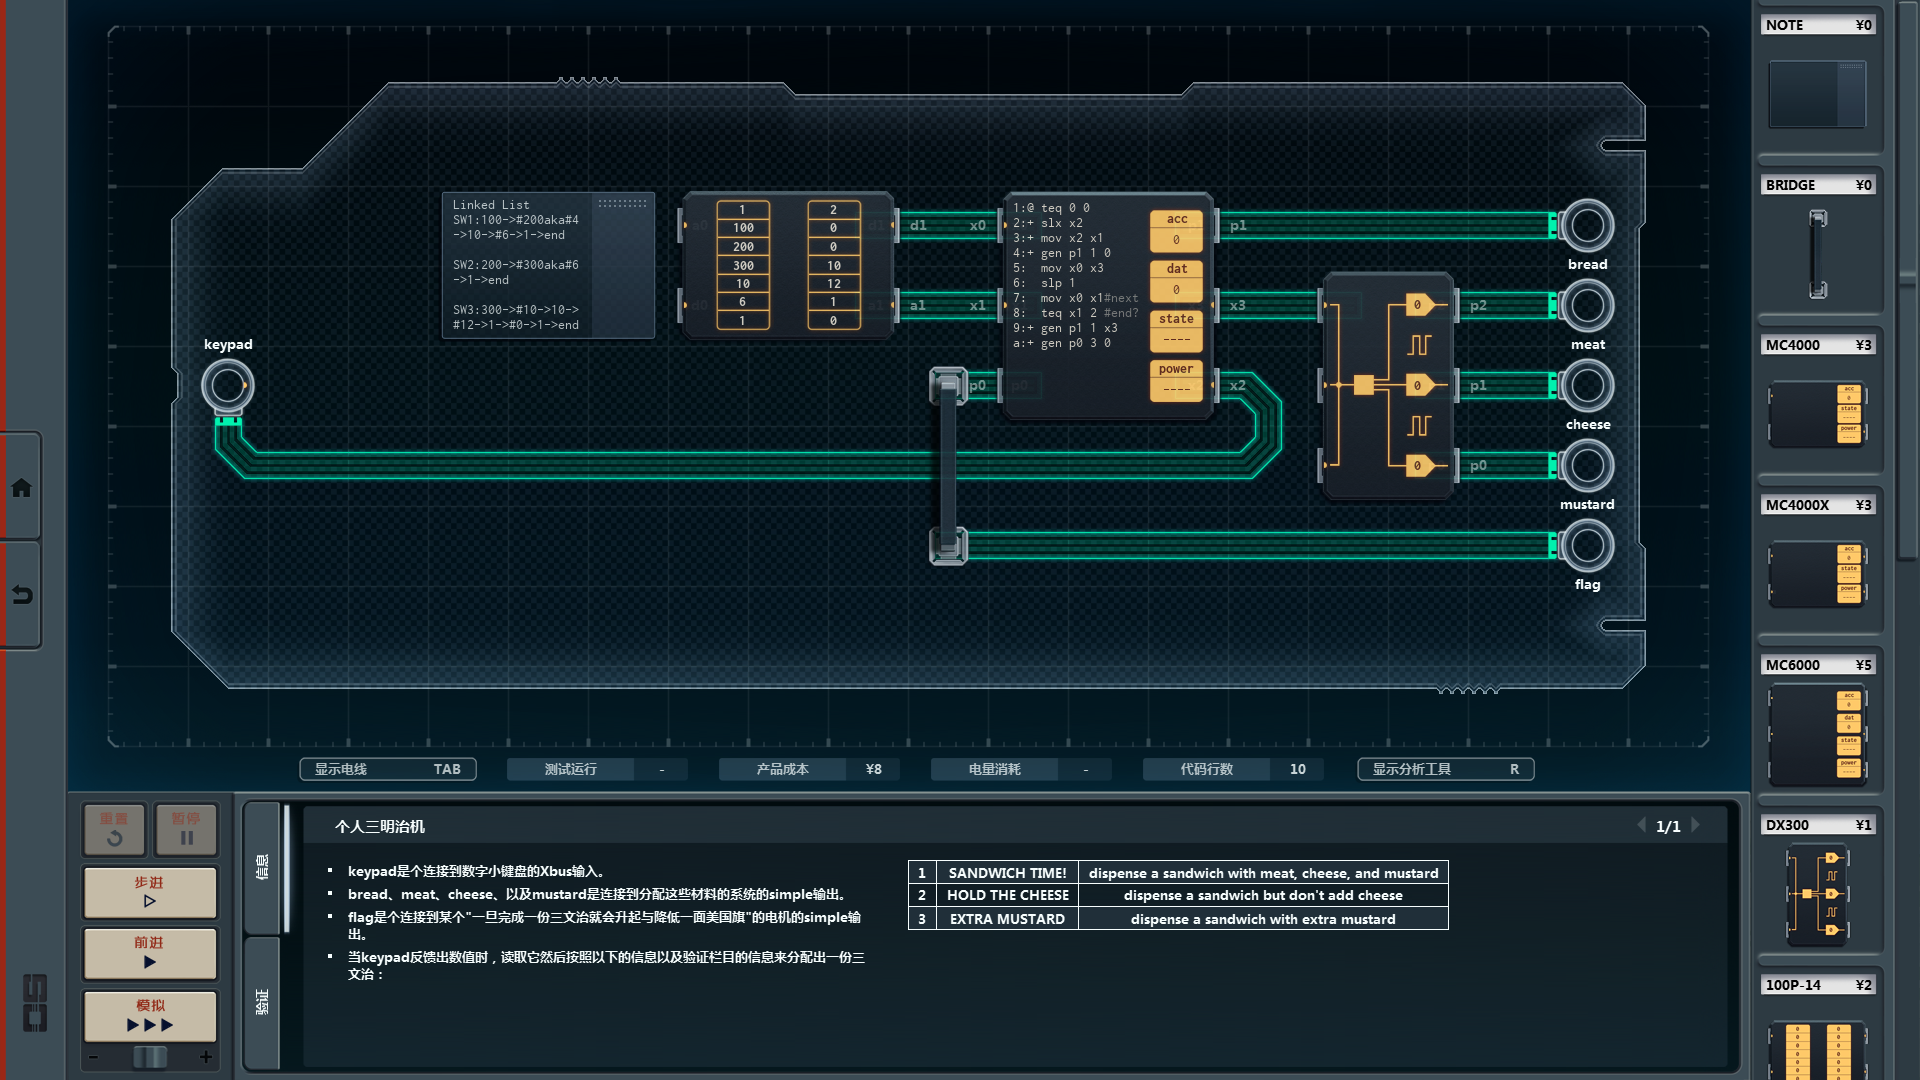 NOTE ¥0
BRIDGE ¥0
MC4000 ¥3
MC4000X ¥3
MC6000 ¥5
DX300 ¥1
100P-14 ¥2
Linked List
SW1:100->#200aka#4
->10->#6->1->end
SW2:200->#300aka#6
->1->end
SW3:300->#10->10->
#12->1->#0->1->end
a0 d1
d0 a1
1 2
100 0
200 0
300 10
10 12
6 1
1 0
d1 x0
a1 x1
p0
1:@ teq 0 0
2:+ slx x2
3:+ mov x2 x1
4:+ gen p1 1 0
5: mov x0 x3
6: slp 1
7: mov x0 x1#next
8: teq x1 2 #end?
9:+ gen p1 1 x3
a:+ gen p0 3 0
acc
0
dat
0
state
----
power
----
p1
x3
x2
0
0
0
p2
p1
p0
keypad
bread
meat
cheese
mustard
flag
显示电线 TAB
测试运行 -
产品成本 ¥8
电量消耗 -
代码行数 10
显示分析工具 R
重置
暂停
步进
前进
模拟
- +
信息
验证
个人三明治机
1/1
keypad是个连接到数字小键盘的Xbus输入。
bread、meat、cheese、以及mustard是连接到分配这些材料的系统的simple输出。
flag是个连接到某个"一旦完成一份三文治就会升起与降低一面美国旗"的电机的simple输
出。
当keypad反馈出数值时，读取它然后按照以下的信息以及验证栏目的信息来分配出一份三
文治：
1 SANDWICH TIME! dispense a sandwich with meat, cheese, and mustard
2 HOLD THE CHEESE dispense a sandwich but don't add cheese
3 EXTRA MUSTARD dispense a sandwich with extra mustard